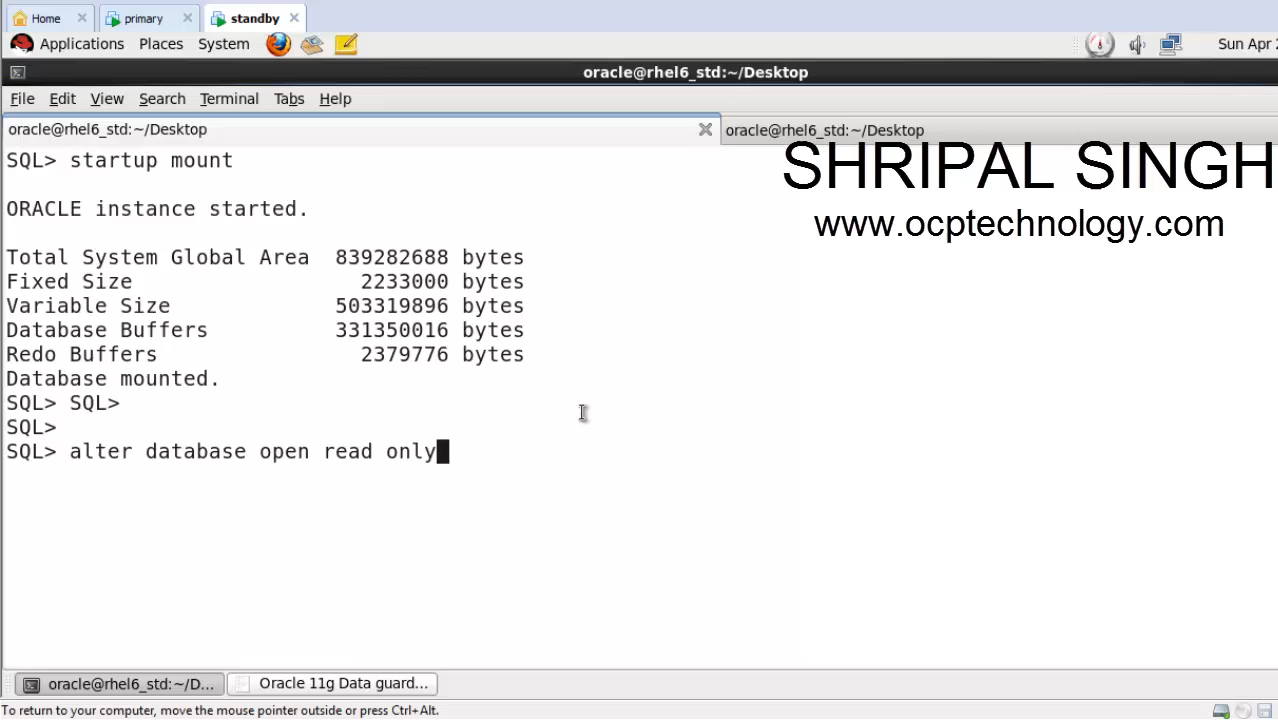 Home primary standby
Applications Places System Sun Apr
oracle@rhel6_std:~/Desktop
File Edit View Search Terminal Tabs Help
oracle@rhel6_std:~/Desktop oracle@rhel6_std:~/Desktop
SQL> startup mount
SHRIPAL SINGH
www.ocptechnology.com
ORACLE instance started.
Total System Global Area 839282688 bytes
Fixed Size 2233000 bytes
Variable Size 503319896 bytes
Database Buffers 331350016 bytes
Redo Buffers 2379776 bytes
Database mounted.
SQL> SQL>
SQL>
SQL> alter database open read only
oracle@rhel6_std:~/D... Oracle 11g Data guard...
To return to your computer, move the mouse pointer outside or press Ctrl+Alt.